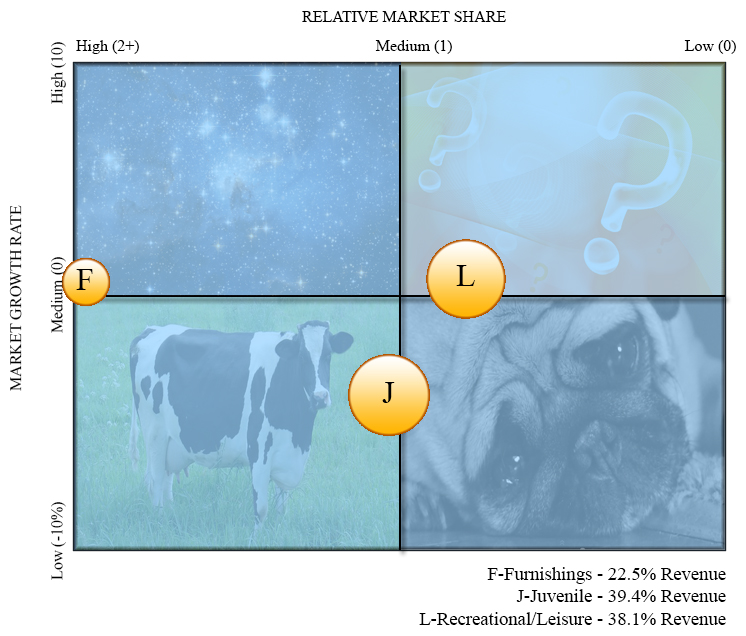 RELATIVE MARKET SHARE
High (2+) Medium (1) Low (0)
MARKET GROWTH RATE
High (10)
Medium (0)
Low (-10%)
F
L
J
F-Furnishings - 22.5% Revenue
J-Juvenile - 39.4% Revenue
L-Recreational/Leisure - 38.1% Revenue